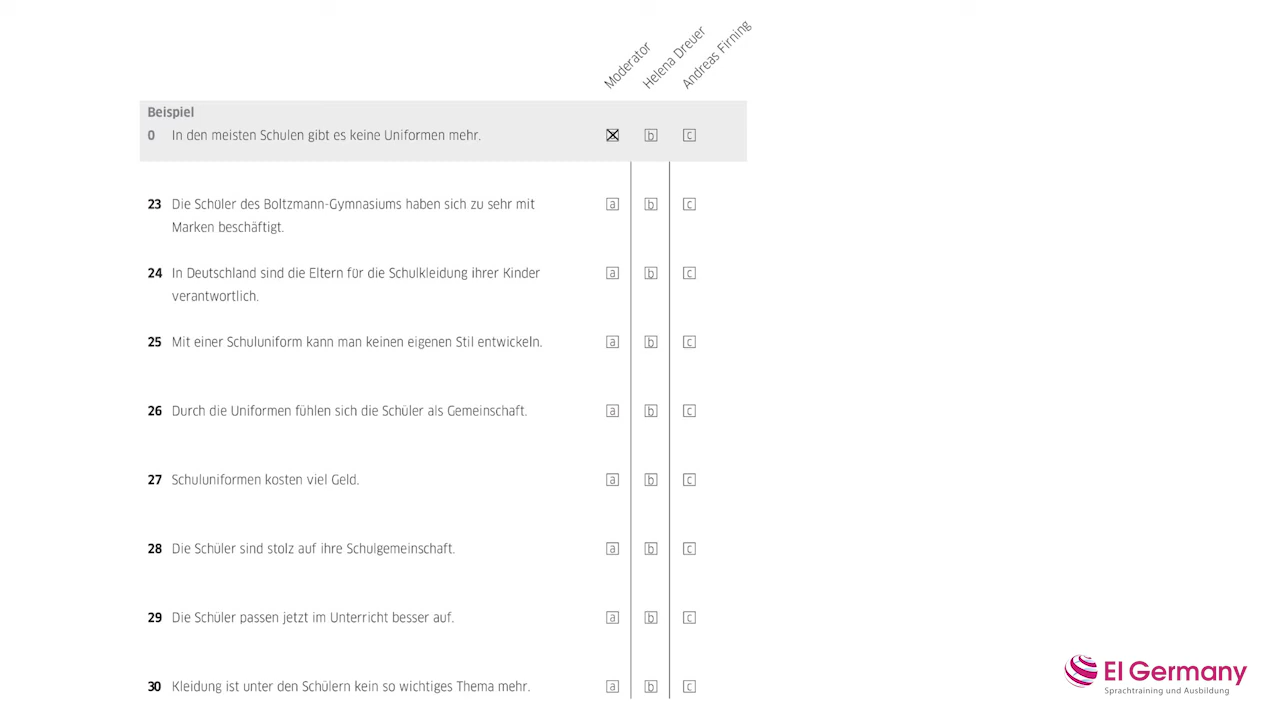 Moderator
Helena Dreuer
Andreas Firning
Beispiel
0 In den meisten Schulen gibt es keine Uniformen mehr. a b c
23 Die Schüler des Boltzmann-Gymnasiums haben sich zu sehr mit a b c
Marken beschäftigt.
24 In Deutschland sind die Eltern für die Schulkleidung ihrer Kinder a b c
verantwortlich.
25 Mit einer Schuluniform kann man keinen eigenen Stil entwickeln. a b c
26 Durch die Uniformen fühlen sich die Schüler als Gemeinschaft. a b c
27 Schuluniformen kosten viel Geld. a b c
28 Die Schüler sind stolz auf ihre Schulgemeinschaft. a b c
29 Die Schüler passen jetzt im Unterricht besser auf. a b c
30 Kleidung ist unter den Schülern kein so wichtiges Thema mehr. a b c
EI Germany
Sprachtraining und Ausbildung